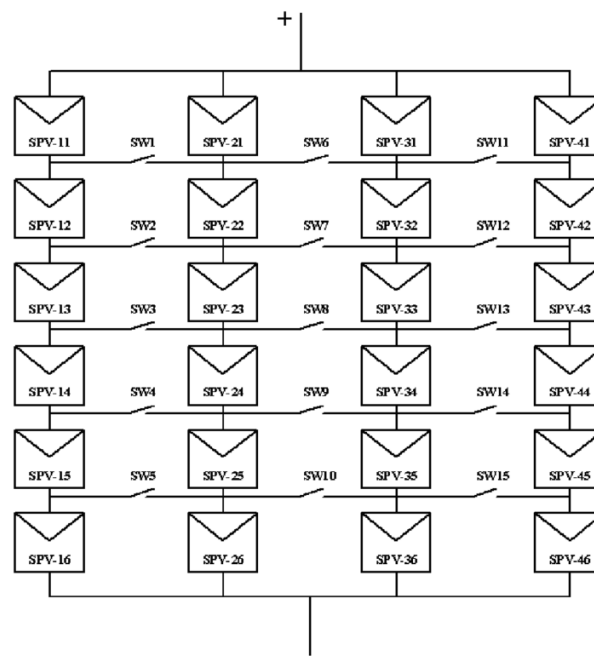 +
SPV-11 SW1 SPV-21 SW6 SPV-31 SW11 SPV-41
SPV-12 SW2 SPV-22 SW7 SPV-32 SW12 SPV-42
SPV-13 SW3 SPV-23 SW8 SPV-33 SW13 SPV-43
SPV-14 SW4 SPV-24 SW9 SPV-34 SW14 SPV-44
SPV-15 SW5 SPV-25 SW10 SPV-35 SW15 SPV-45
SPV-16 SPV-26 SPV-36 SPV-46